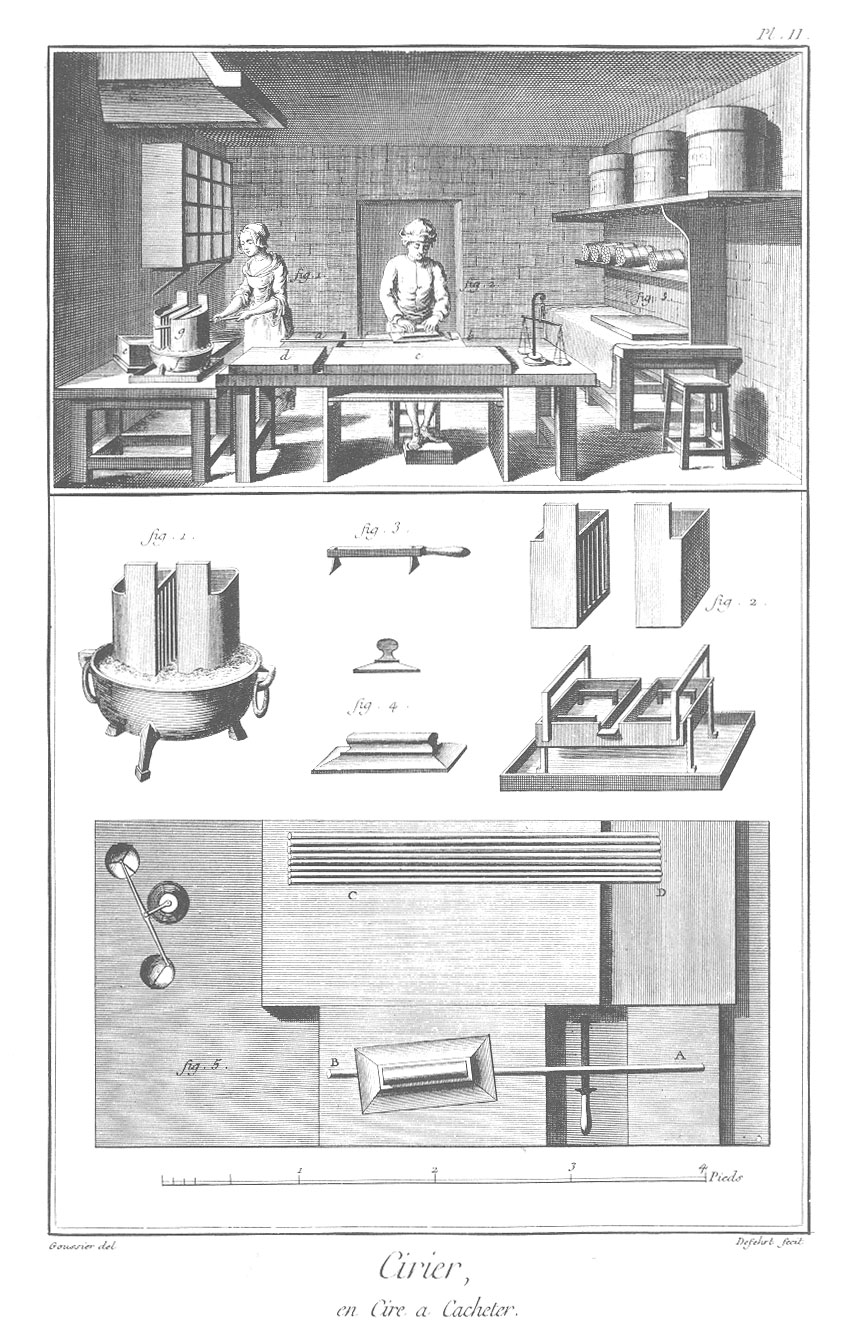 Pl. II.
fig. 1
fig. 2
fig. 3.
a
b
g
d
c
fig. 1.
fig. 3.
fig. 2.
fig. 4.
C
D
B
A
fig. 5.
1 2 3 4 Pieds
Goussier del
Defehrt fecit
Cirier,
en Cire a Cacheter.